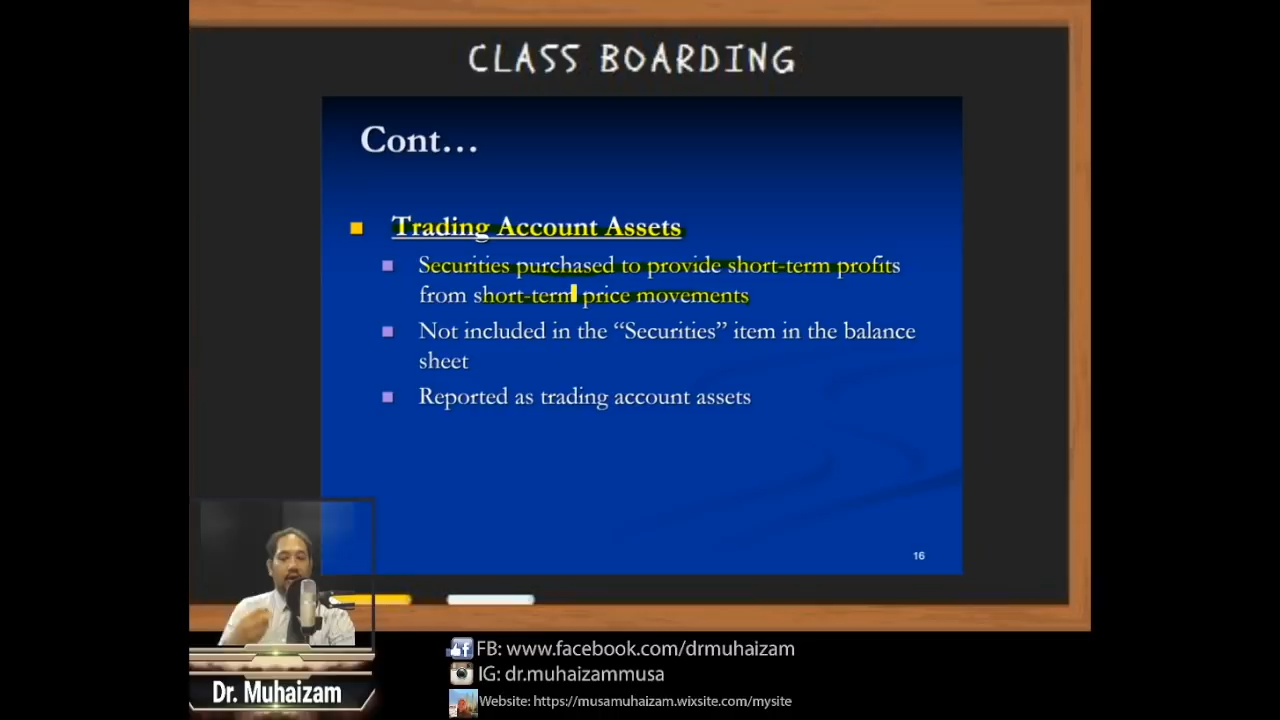 CLASS BOARDING
Cont…
Trading Account Assets
Securities purchased to provide short-term profits
from short-term price movements
Not included in the “Securities” item in the balance
sheet
Reported as trading account assets
16
Dr. Muhaizam
FB: www.facebook.com/drmuhaizam
IG: dr.muhaizammusa
Website: https://musamuhaizam.wixsite.com/mysite